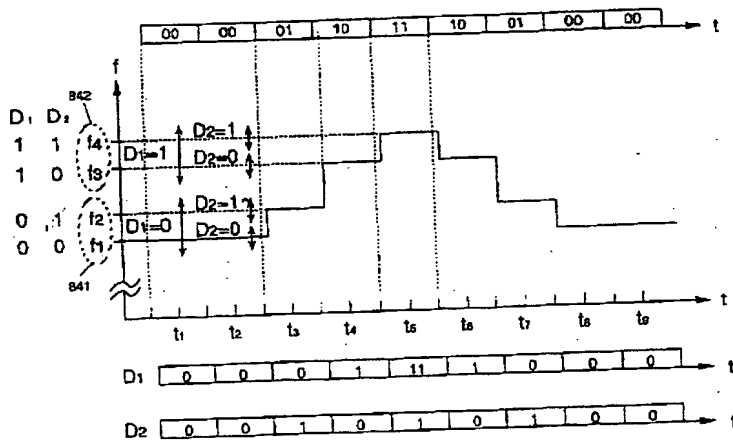 00 00 01 10 11 10 01 00 00 t
f
842
D1 D2
1 1 f4 D1=1 D2=1
1 0 f3 D2=0
0 ,1 f2 D1=0 D2=1
0 0 f1 D2=0
841
t1 t2 t3 t4 t5 t6 t7 t8 t9 t
D1 0 0 0 1 11 1 0 0 0 t
D2 0 0 1 0 1 0 1 0 0 t